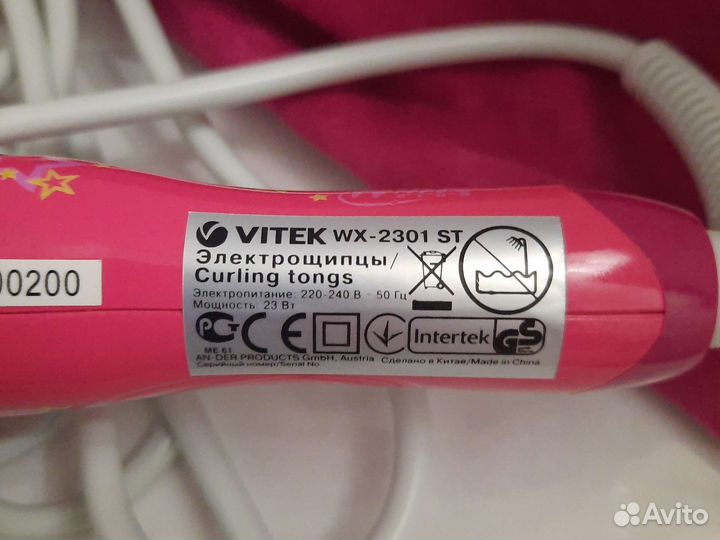 VITEK WX-2301 ST
Электрощипцы/
Curling tongs
Электропитание: 220-240 В ~ 50 Гц
Мощность: 23 Вт
Intertek GS
ME 61
AN-DER PRODUCTS GmbH, Austria Сделано в Китае/Made in China
Серийный номер/Serial No
00200
Avito